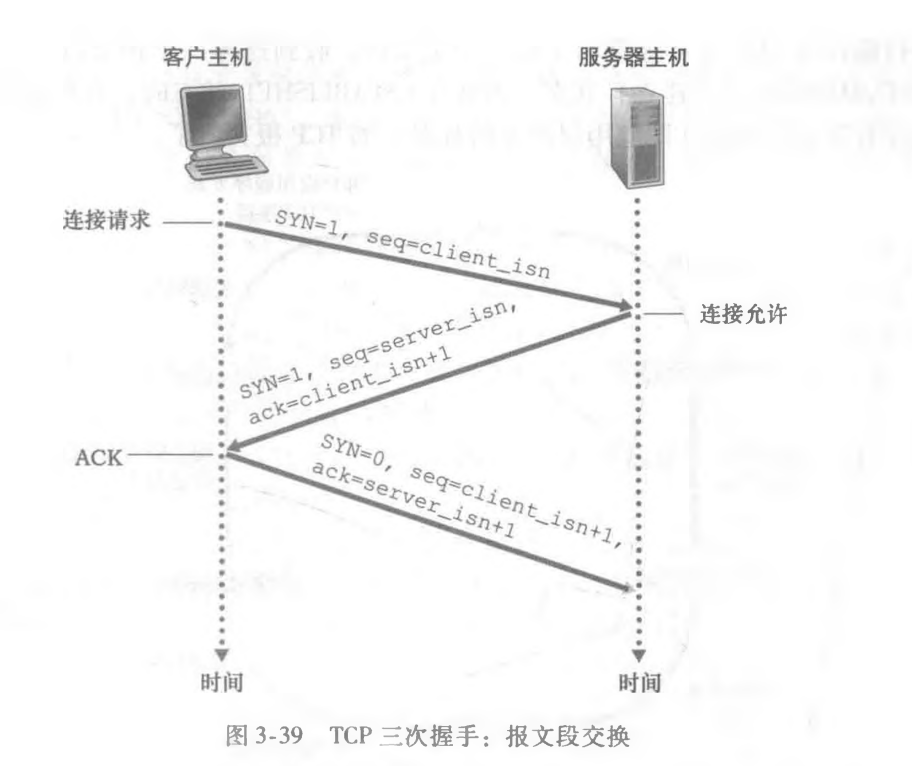 客户主机
服务器主机
连接请求
SYN=1, seq=client_isn
连接允许
SYN=1, seq=server_isn,
ack=client_isn+1
ACK
SYN=0, seq=client_isn+1,
ack=server_isn+1
时间
时间
图 3-39 TCP 三次握手：报文段交换